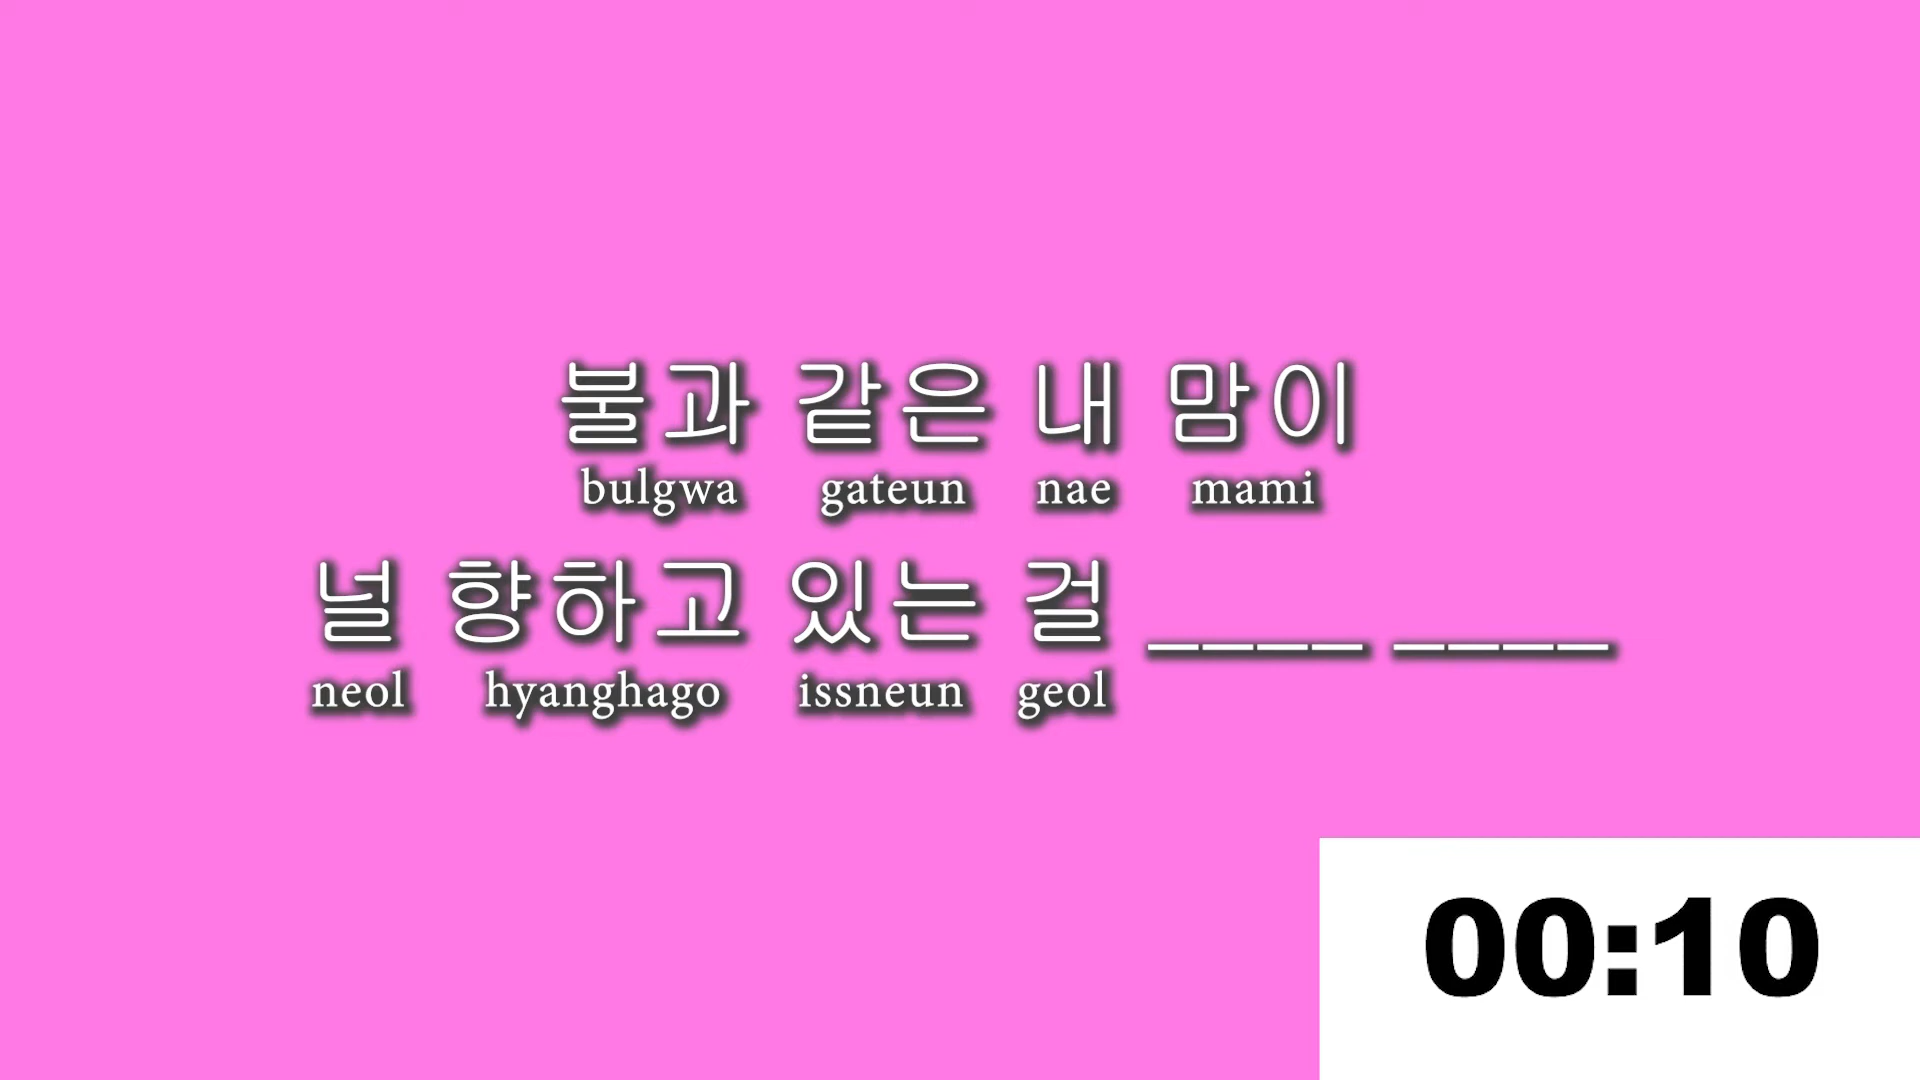 불과 같은 내 맘이
bulgwa gateun nae mami
널 향하고 있는 걸 ____ ____
neol hyanghago issneun geol
00:10